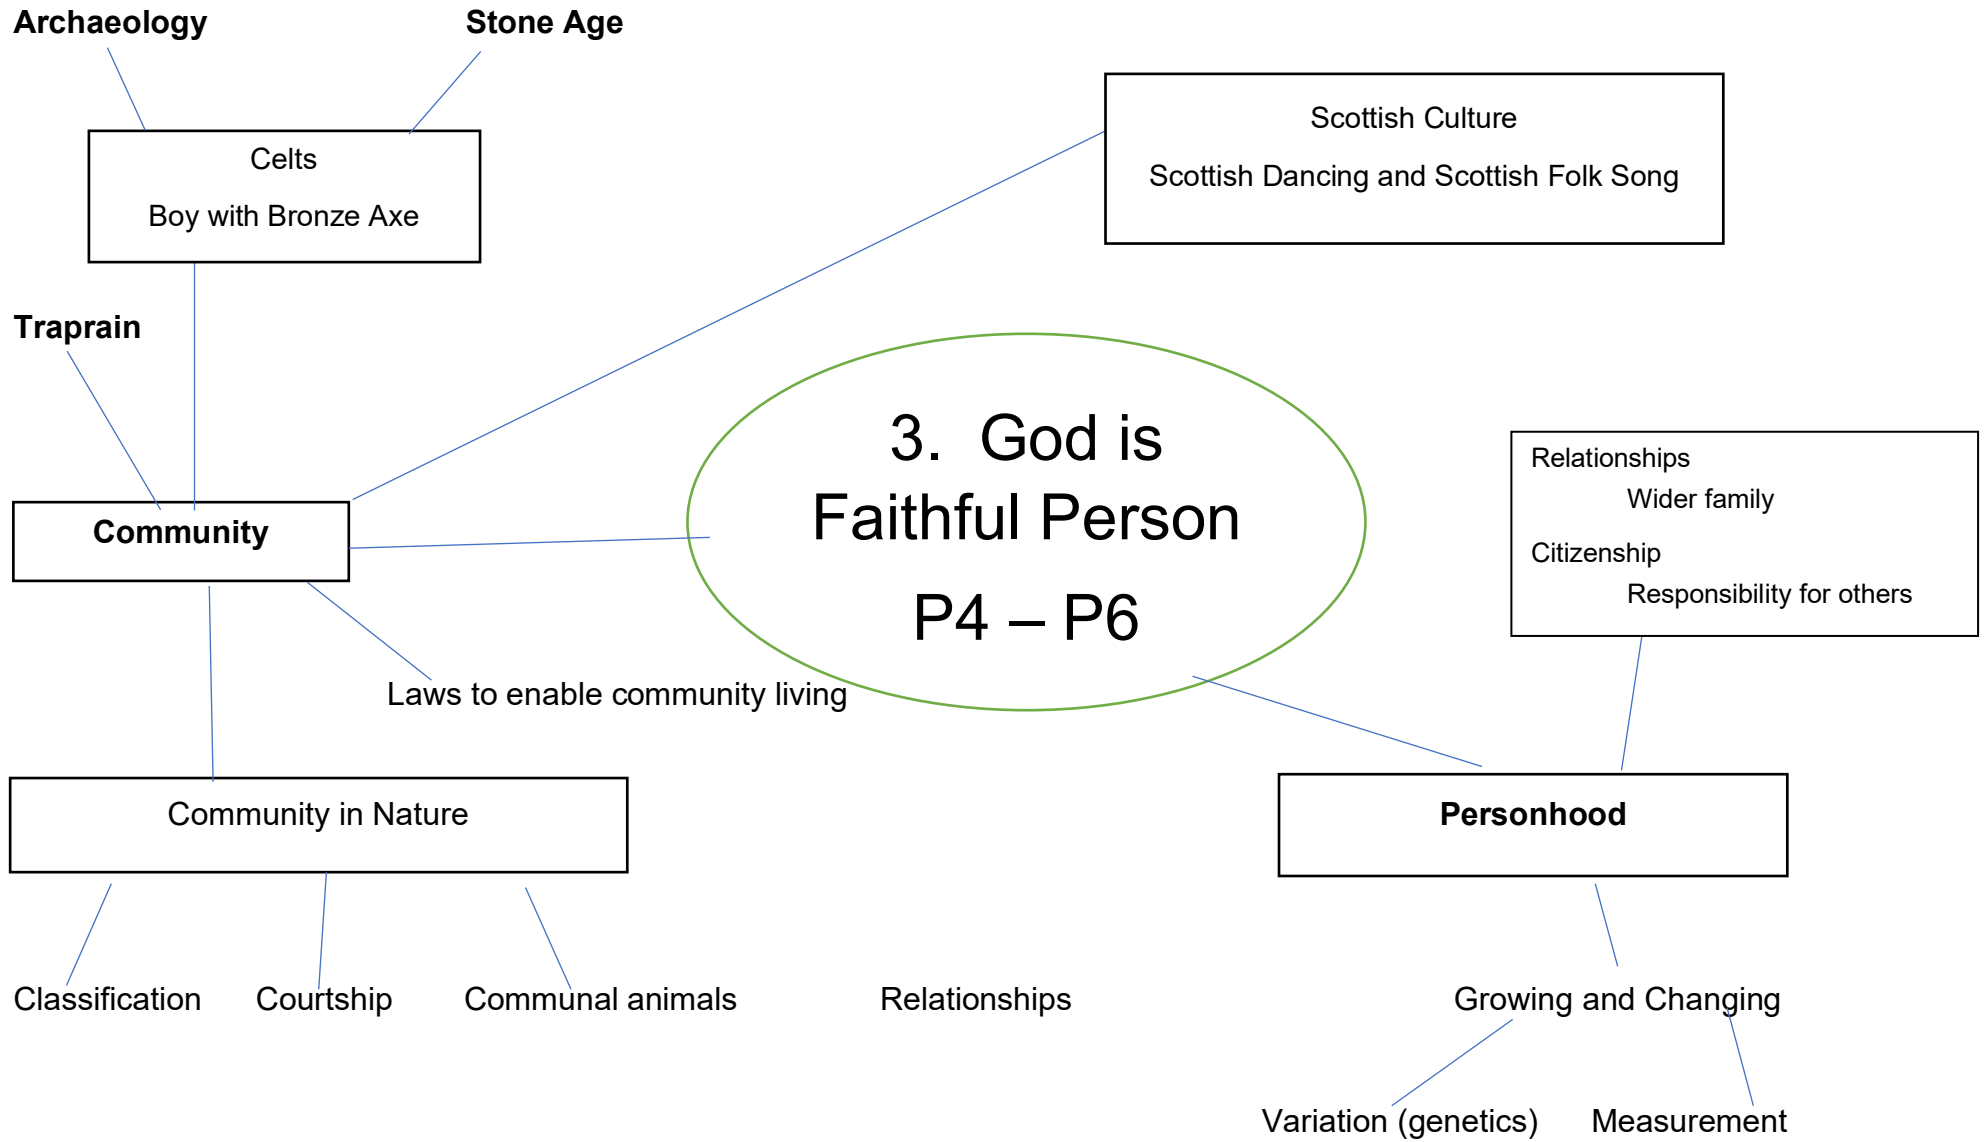 Archaeology
Stone Age
Celts
Boy with Bronze Axe
Scottish Culture
Scottish Dancing and Scottish Folk Song
Traprain
3. God is
Faithful Person
P4 – P6
Relationships
Wider family
Citizenship
Responsibility for others
Community
Laws to enable community living
Community in Nature
Personhood
Classification
Courtship
Communal animals
Relationships
Growing and Changing
Variation (genetics)
Measurement